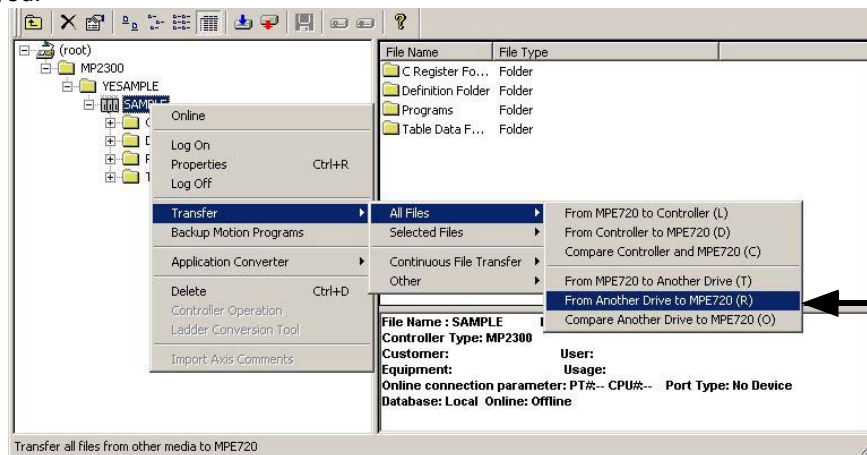 (root)
MP2300
YESAMPLE
SAMPLE
File Name File Type
C Register Fo... Folder
Definition Folder Folder
Programs Folder
Table Data F... Folder
Online
Log On
Properties Ctrl+R
Log Off
Transfer
Backup Motion Programs
Application Converter
Delete Ctrl+D
Controller Operation
Ladder Conversion Tool
Import Axis Comments
All Files
Selected Files
Continuous File Transfer
Other
From MPE720 to Controller (L)
From Controller to MPE720 (D)
Compare Controller and MPE720 (C)
From MPE720 to Another Drive (T)
From Another Drive to MPE720 (R)
Compare Another Drive to MPE720 (O)
File Name : SAMPLE
Controller Type: MP2300
Customer: User:
Equipment: Usage:
Online connection parameter: PT#:-- CPU#:-- Port Type: No Device
Database: Local Online: Offline
Transfer all files from other media to MPE720